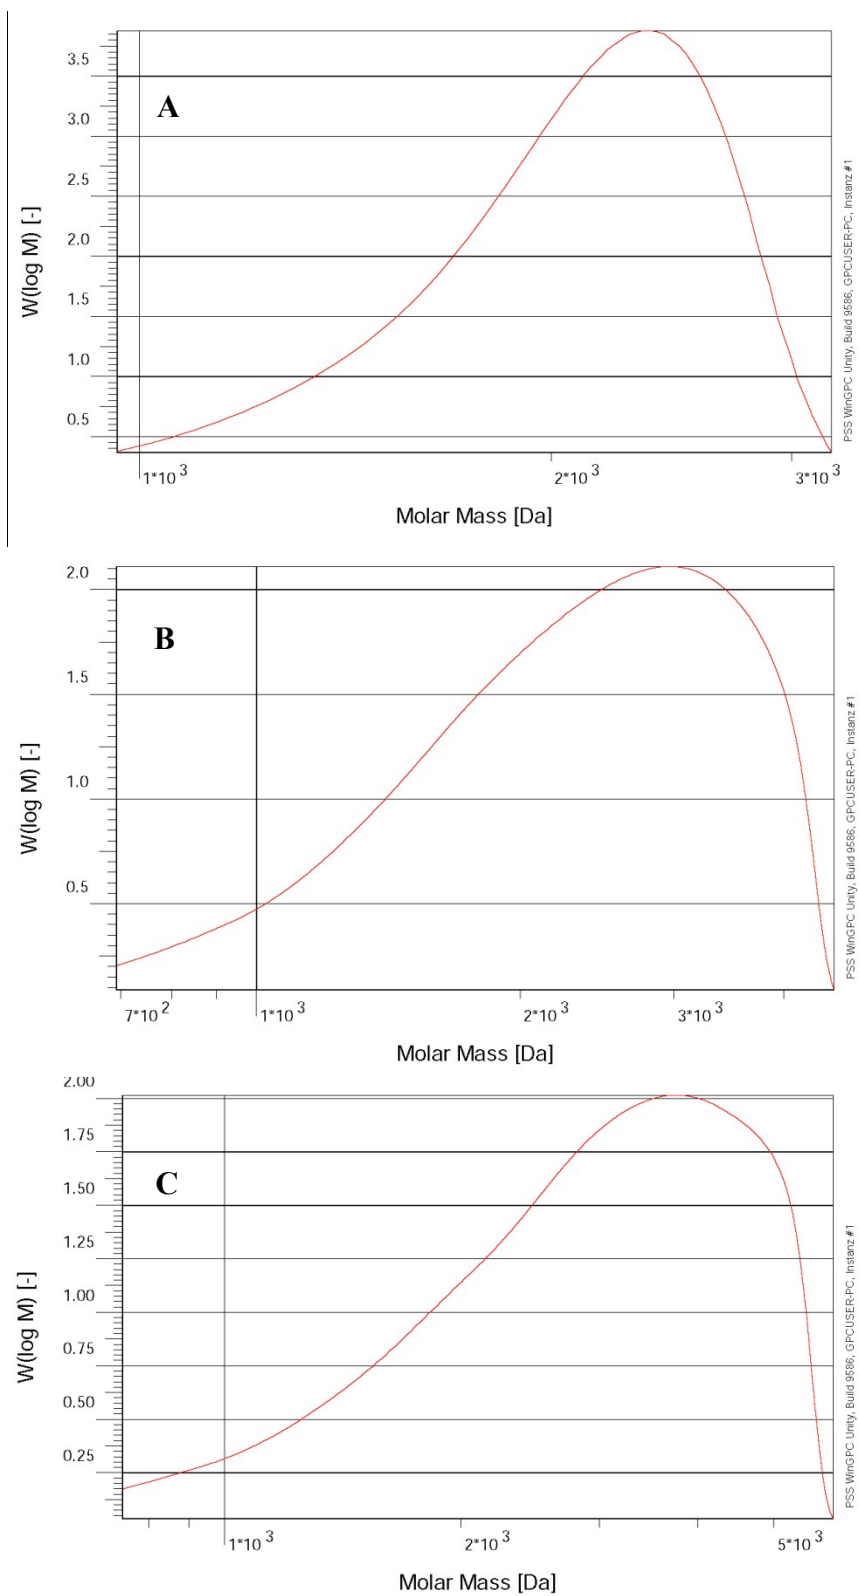 A
W(log M) [-]
3.5
3.0
2.5
2.0
1.5
1.0
0.5
1*10 3
2*10 3
3*10 3
Molar Mass [Da]
PSS WinGPC Unity, Build 9586, GPCUSER-PC, Instanz #1
B
W(log M) [-]
2.0
1.5
1.0
0.5
7*10 2
1*10 3
2*10 3
3*10 3
Molar Mass [Da]
PSS WinGPC Unity, Build 9586, GPCUSER-PC, Instanz #1
C
W(log M) [-]
2.00
1.75
1.50
1.25
1.00
0.75
0.50
0.25
1*10 3
2*10 3
5*10 3
Molar Mass [Da]
PSS WinGPC Unity, Build 9586, GPCUSER-PC, Instanz #1